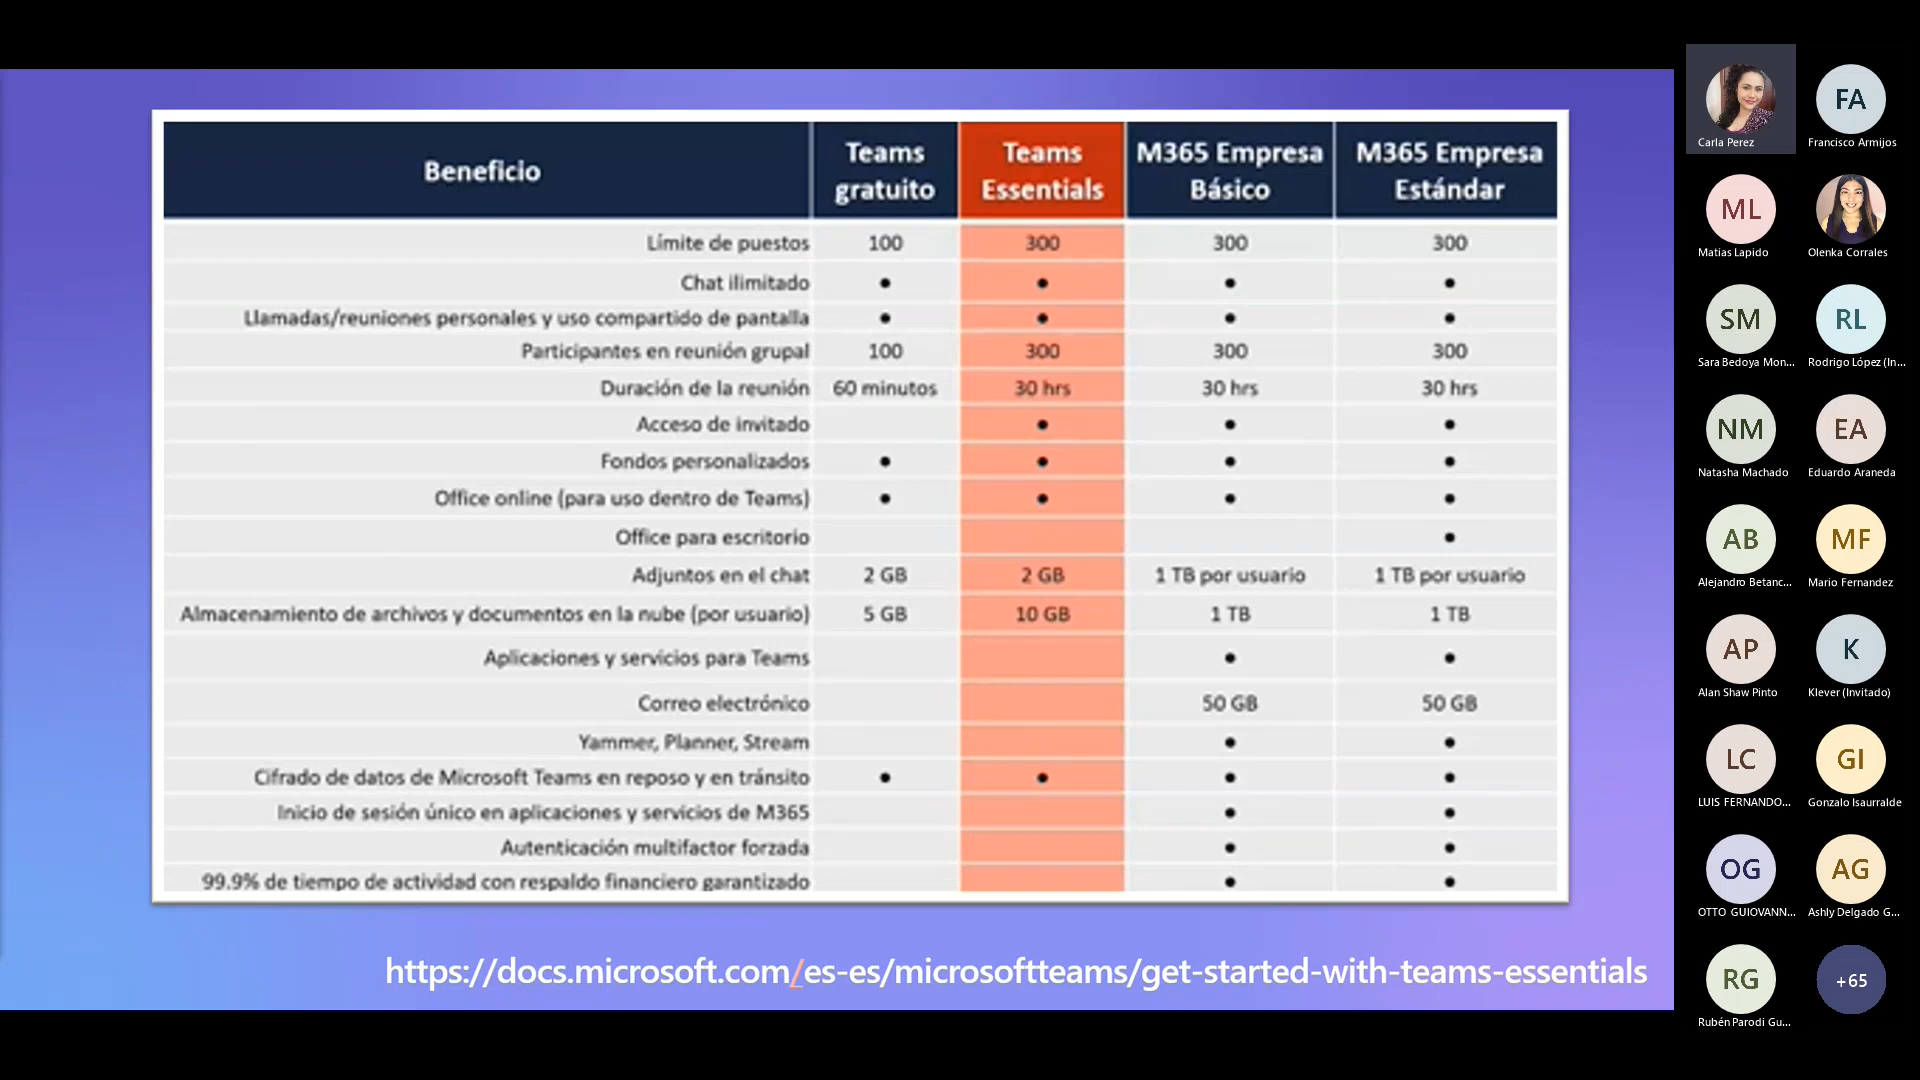 Beneficio Teams gratuito Teams Essentials M365 Empresa Básico M365 Empresa Estándar
Límite de puestos 100 300 300 300
Chat ilimitado • • • •
Llamadas/reuniones personales y uso compartido de pantalla • • • •
Participantes en reunión grupal 100 300 300 300
Duración de la reunión 60 minutos 30 hrs 30 hrs 30 hrs
Acceso de invitado • • •
Fondos personalizados • • • •
Office online (para uso dentro de Teams) • • • •
Office para escritorio •
Adjuntos en el chat 2 GB 2 GB 1 TB por usuario 1 TB por usuario
Almacenamiento de archivos y documentos en la nube (por usuario) 5 GB 10 GB 1 TB 1 TB
Aplicaciones y servicios para Teams • •
Correo electrónico 50 GB 50 GB
Yammer, Planner, Stream • •
Cifrado de datos de Microsoft Teams en reposo y en tránsito • • • •
Inicio de sesión único en aplicaciones y servicios de M365 • •
Autenticación multifactor forzada • •
99.9% de tiempo de actividad con respaldo financiero garantizado • •
https://docs.microsoft.com/es-es/microsoftteams/get-started-with-teams-essentials
FA
Carla Perez Francisco Armijos
ML
Matias Lapido Olenka Corrales
SM RL
Sara Bedoya Mon... Rodrigo López (In...
NM EA
Natasha Machado Eduardo Araneda
AB MF
Alejandro Betanc... Mario Fernandez
AP K
Alan Shaw Pinto Klever (Invitado)
LC GI
LUIS FERNANDO... Gonzalo Isaurralde
OG AG
OTTO GUIOVANN... Ashly Delgado G...
RG +65
Rubén Parodi Gu...